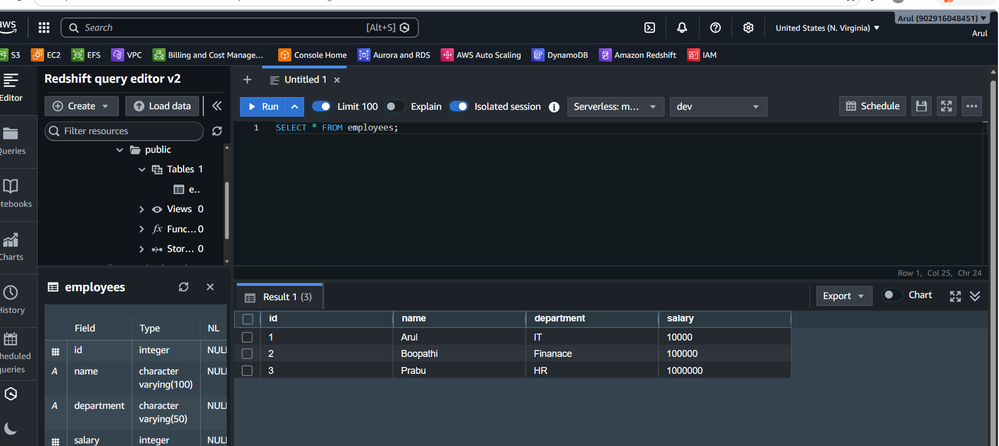 aws
Search [Alt+S]
United States (N. Virginia)
Arul (902916048451)
Arul
S3 EC2 EFS VPC Billing and Cost Manage... Console Home Aurora and RDS AWS Auto Scaling DynamoDB Amazon Redshift IAM
Editor
Queries
tebooks
Charts
History
heduled
queries
Redshift query editor v2
Create Load data
Filter resources
public
Tables 1
e..
Views 0
fx Func... 0
Stor... 0
employees
Field Type NL
id integer NULL
A name character varying(100) NULL
A department character varying(50) NULL
salary integer NULL
Untitled 1
Run Limit 100 Explain Isolated session Serverless: m... dev Schedule
1 SELECT * FROM employees;
Row 1, Col 25, Chr 24
Result 1 (3)
Export Chart
id name department salary
1 Arul IT 10000
2 Boopathi Finanace 100000
3 Prabu HR 1000000